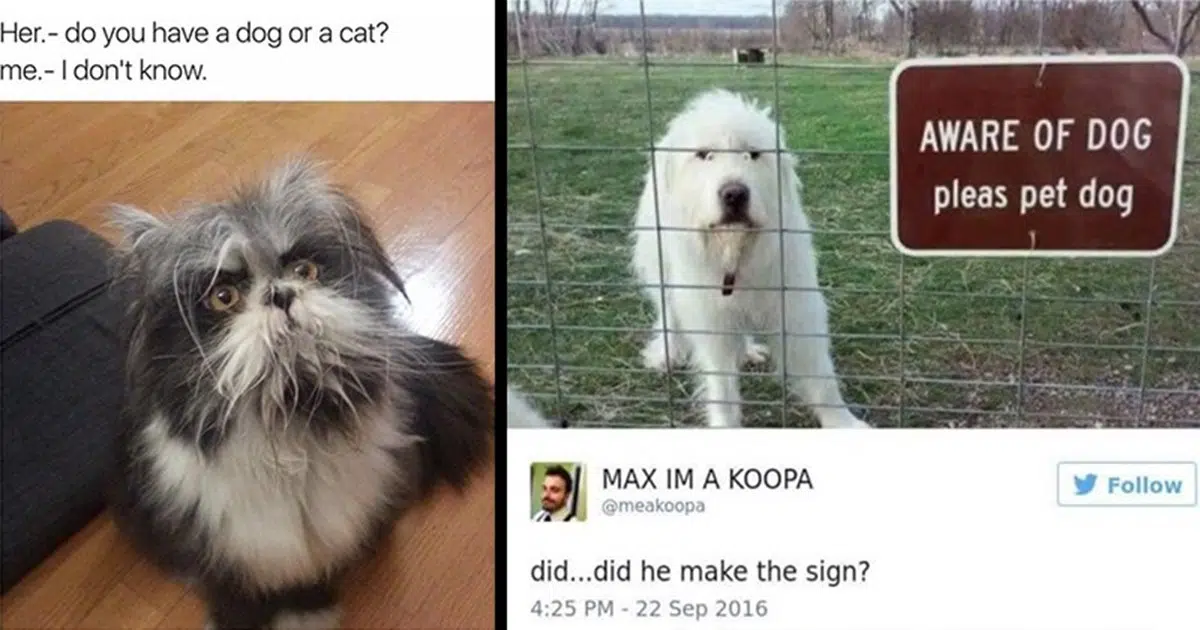 Her.- do you have a dog or a cat?
me.- I don't know.
AWARE OF DOG
pleas pet dog
MAX IM A KOOPA
@meakoopa
Follow
did...did he make the sign?
4:25 PM - 22 Sep 2016